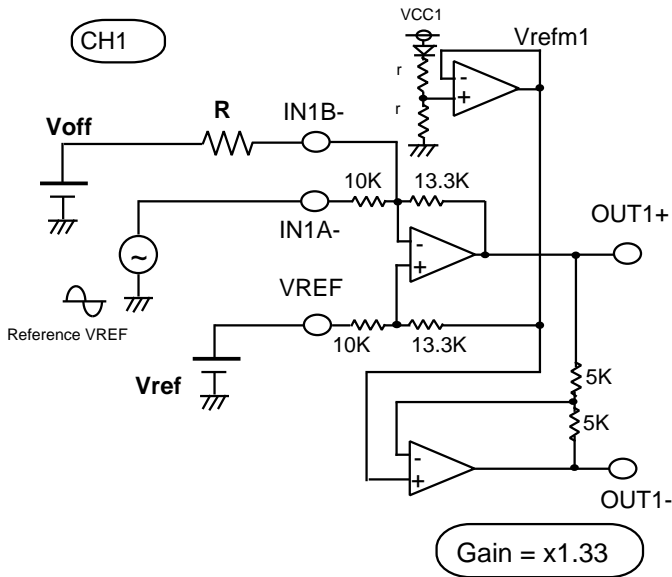 CH1
VCC1
Vrefm1
r
-
+
r
Voff
R
IN1B-
10K
13.3K
IN1A-
OUT1+
-
+
~
VREF
Reference VREF
10K
13.3K
Vref
5K
5K
-
+
OUT1-
Gain = x1.33